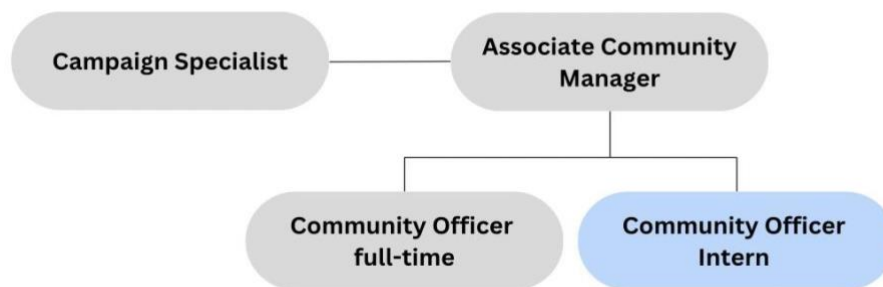 Campaign Specialist
Associate Community
Manager
Community Officer
full-time
Community Officer
Intern